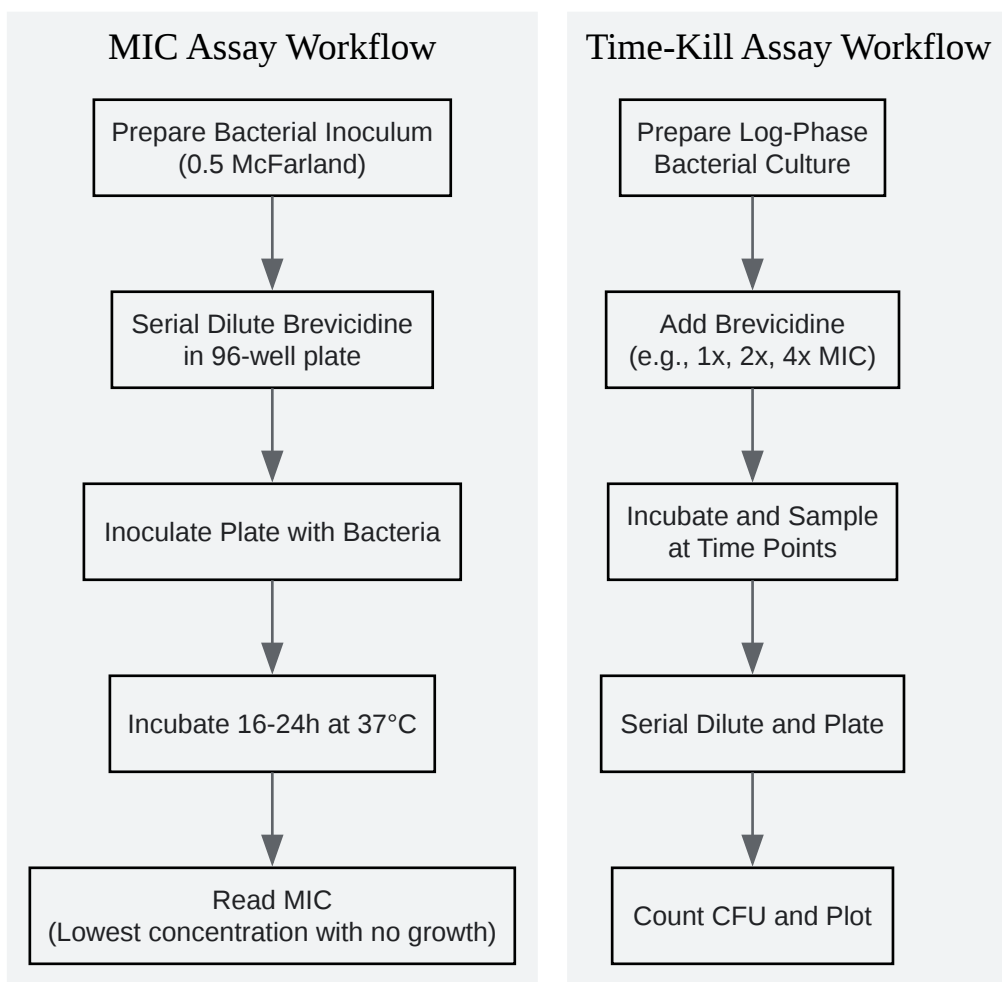 MIC Assay Workflow
Prepare Bacterial Inoculum
(0.5 McFarland)
Serial Dilute Brevicidine
in 96-well plate
Inoculate Plate with Bacteria
Incubate 16-24h at 37°C
Read MIC
(Lowest concentration with no growth)
Time-Kill Assay Workflow
Prepare Log-Phase
Bacterial Culture
Add Brevicidine
(e.g., 1x, 2x, 4x MIC)
Incubate and Sample
at Time Points
Serial Dilute and Plate
Count CFU and Plot